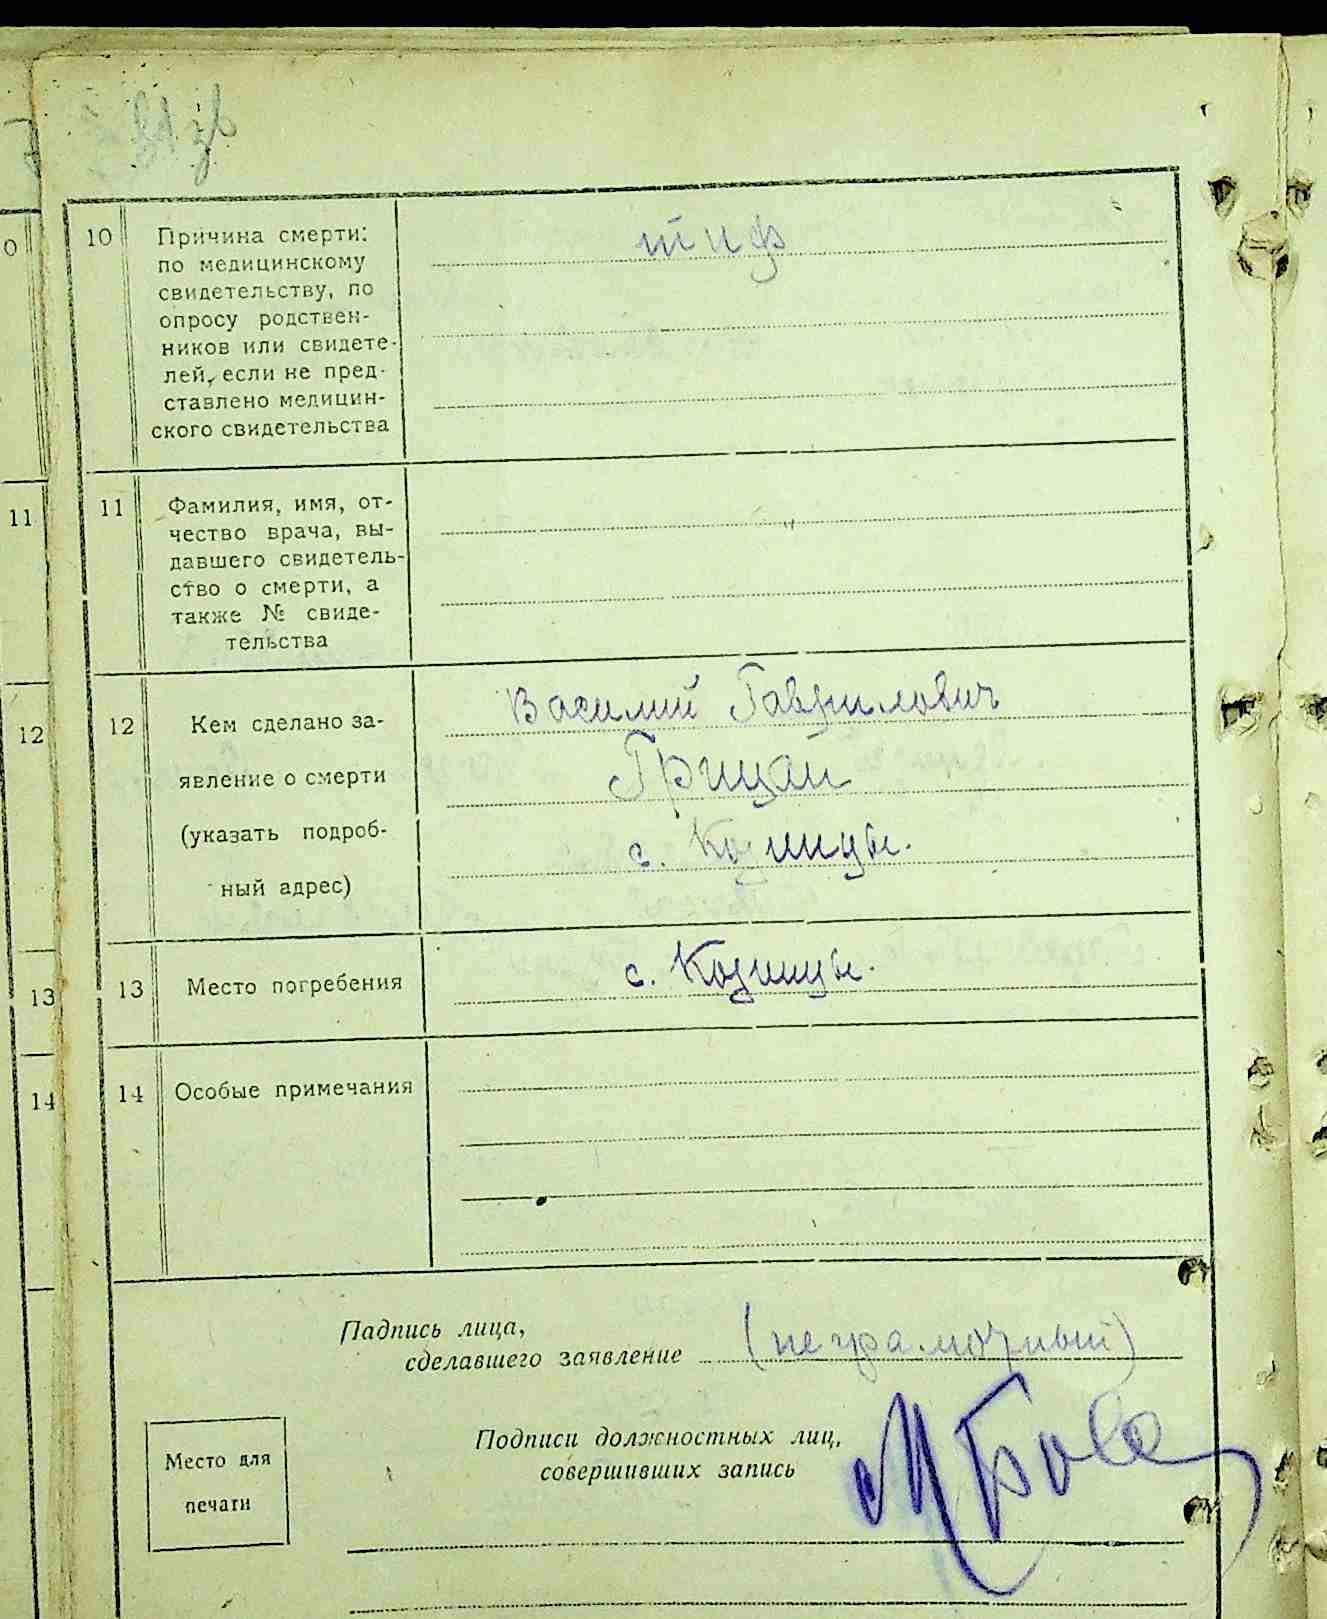 10 Причина смерти: тиф
по медицинскому
свидетельству, по
опросу родствен-
ников или свидете-
лей, если не пред-
ставлено медицин-
ского свидетельства
11 11 Фамилия, имя, от-
чество врача, вы-
давшего свидетель-
ство о смерти, а
также № свиде-
тельства
Василий Гаврилович
12 12 Кем сделано за-
явление о смерти Грицай
(указать подроб- с.
ный адрес)
13 13 Место погребения с.
14 14 Особые примечания
Падпись лица,
сделавшего заявление (неграмотный)
Подписи должностных лиц,
совершивших запись
Место для
печати